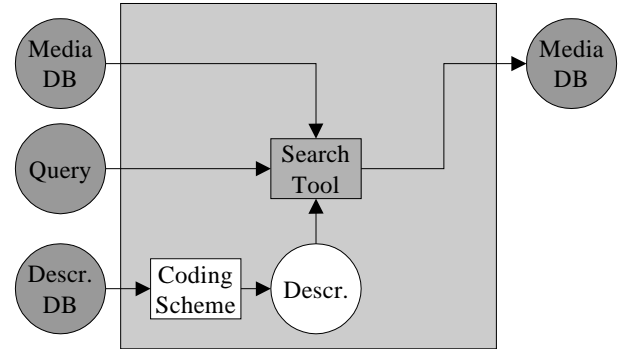 Media
DB
Media
DB
Query
Search
Tool
Descr.
DB
Coding
Scheme
Descr.